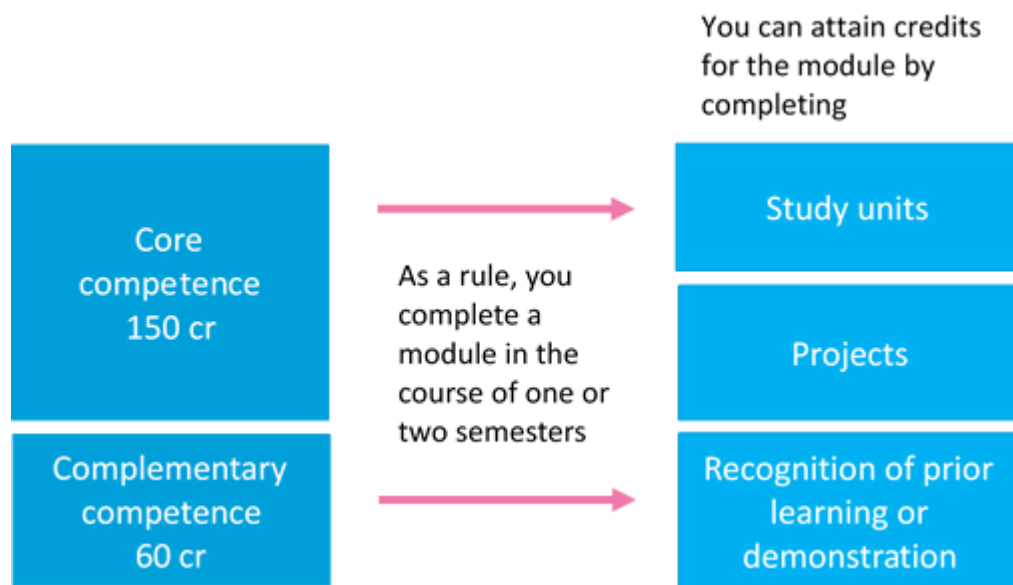 You can attain credits
for the module by
completing
Core
competence
150 cr
Complementary
competence
60 cr
As a rule, you
complete a
module in the
course of one or
two semesters
Study units
Projects
Recognition of prior
learning or
demonstration